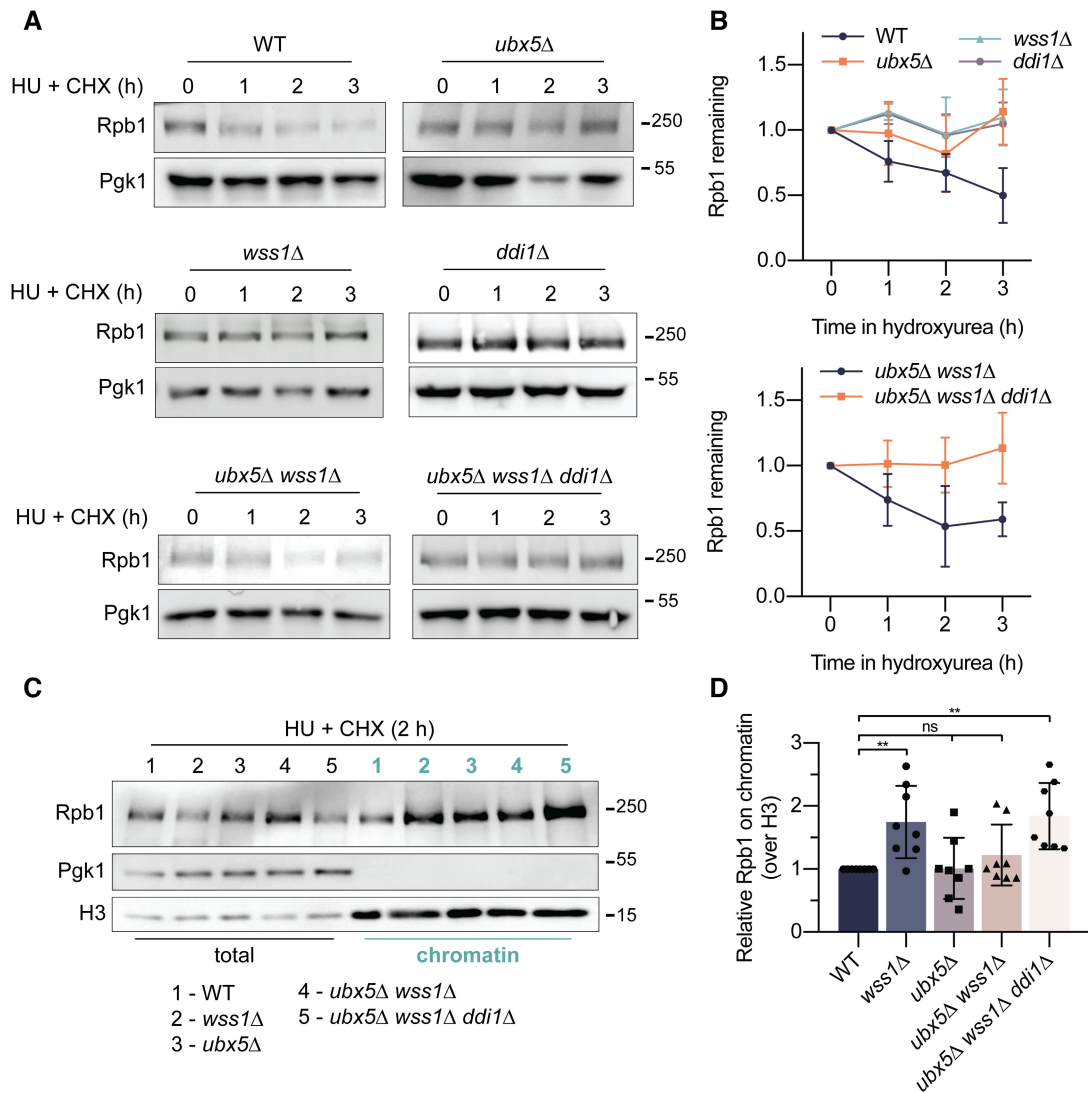 A
WT
ubx5Δ
HU + CHX (h)
0 1 2 3
0 1 2 3
Rpb1
250
Pgk1
55
wss1Δ
ddi1Δ
HU + CHX (h)
0 1 2 3
0 1 2 3
Rpb1
250
Pgk1
55
ubx5Δ wss1Δ
ubx5Δ wss1Δ ddi1Δ
HU + CHX (h)
0 1 2 3
0 1 2 3
Rpb1
250
Pgk1
55
B
WT
wss1Δ
ubx5Δ
ddi1Δ
Rpb1 remaining
1.5
1.0
0.5
0.0
0 1 2 3
Time in hydroxyurea (h)
ubx5Δ wss1Δ
ubx5Δ wss1Δ ddi1Δ
Rpb1 remaining
1.5
1.0
0.5
0.0
0 1 2 3
Time in hydroxyurea (h)
C
HU + CHX (2 h)
1 2 3 4 5 1 2 3 4 5
Rpb1
250
Pgk1
55
H3
15
total
chromatin
1 - WT
2 - wss1Δ
3 - ubx5Δ
4 - ubx5Δ wss1Δ
5 - ubx5Δ wss1Δ ddi1Δ
D
Relative Rpb1 on chromatin
(over H3)
**
ns
**
3
2
1
0
WT
wss1Δ
ubx5Δ
ubx5Δ wss1Δ
ubx5Δ wss1Δ ddi1Δ